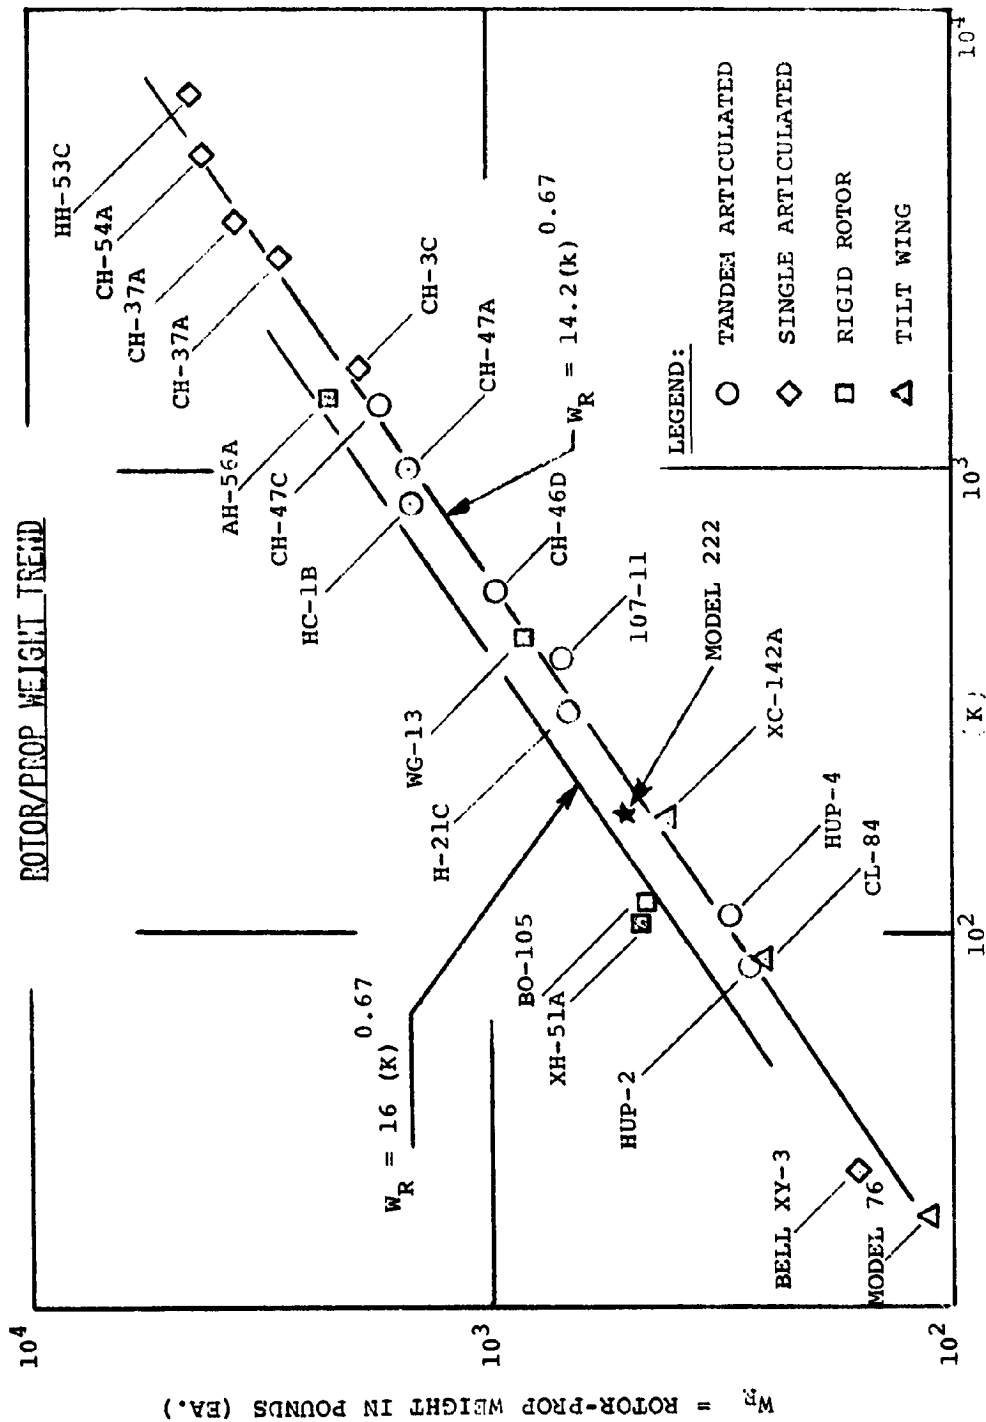 ROTOR/PROP WEIGHT TREND
W_R = ROTOR-PROP WEIGHT IN POUNDS (EA.)
10^4
10^3
10^2
HH-53C
CH-54A
CH-37A
CH-37A
AH-56A
CH-47C
HC-1B
CH-3C
CH-47A
W_R = 14.2(k)^0.67
CH-46D
107-11
MODEL 222
XC-142A
HUP-4
CL-84
WG-13
H-21C
BO-105
XH-51A
HUP-2
W_R = 16 (K)^0.67
BELL XY-3
MODEL 76
LEGEND:
○ TANDEM ARTICULATED
◇ SINGLE ARTICULATED
□ RIGID ROTOR
△ TILT WING
10^2
10^3
10^4
(K)